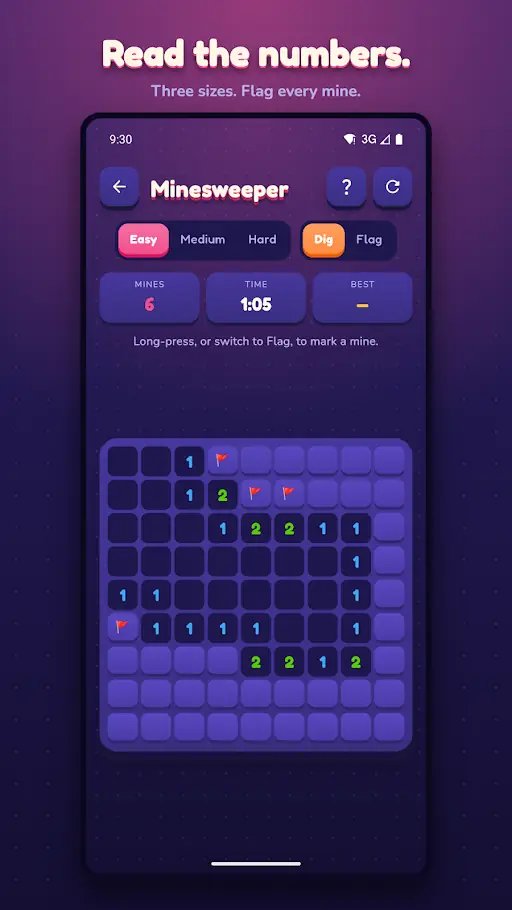 Read the numbers.
Three sizes. Flag every mine.
9:30 3G
Minesweeper ?
Easy Medium Hard Dig Flag
MINES TIME BEST
6 1:05 –
Long-press, or switch to Flag, to mark a mine.
1
1 2
1 2 2 1 1
1
1 1 1
1 1 1 1 1
2 2 1 2